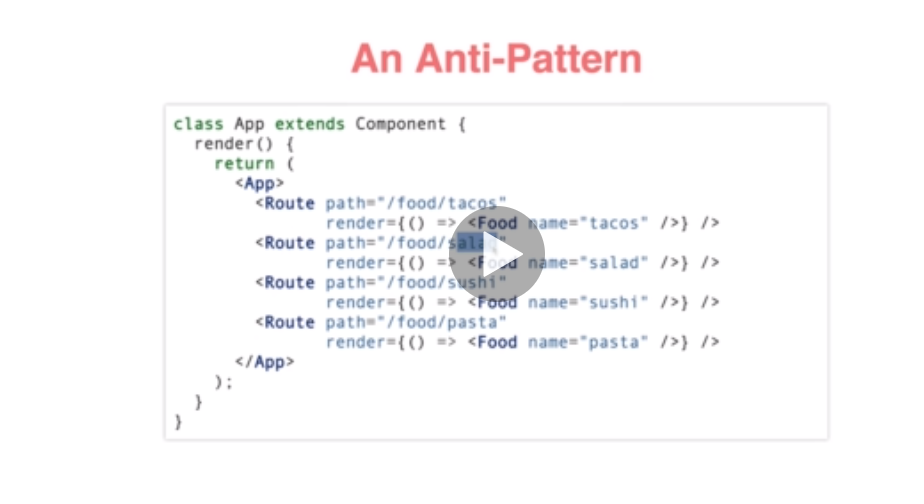 An Anti-Pattern
class App extends Component {
render() {
return (
<App>
<Route path="/food/tacos"
render={() => <Food name="tacos" />} />
<Route path="/food/salad"
render={() => <Food name="salad" />} />
<Route path="/food/sushi"
render={() => <Food name="sushi" />} />
<Route path="/food/pasta"
render={() => <Food name="pasta" />} />
</App>
);
}
}